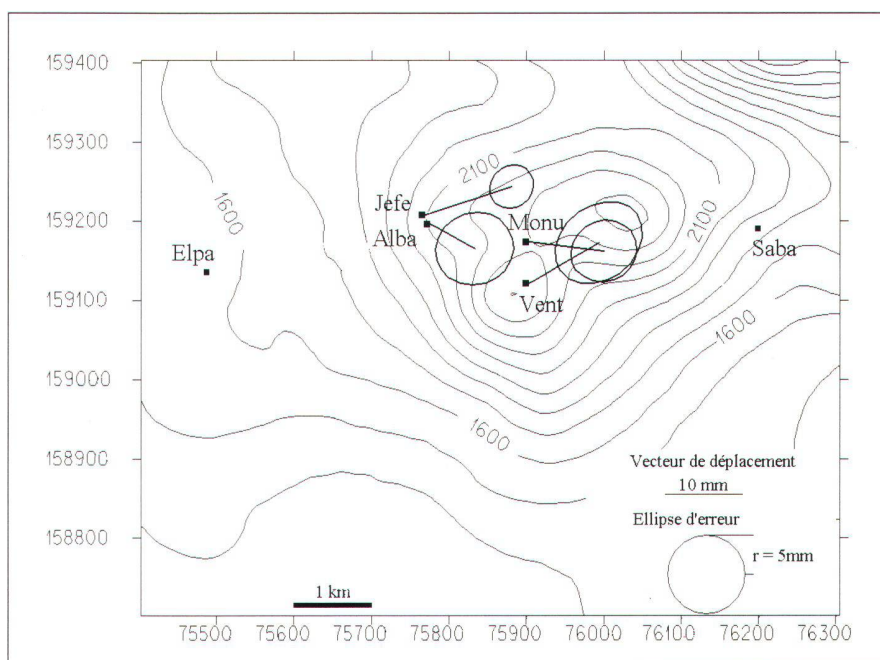 159400
159300
159200
159100
159000
158900
158800
2100
1600
Jefe
Alba
Monu
2100
Elpa
Saba
Vent
1600
1600
Vecteur de déplacement
10 mm
Ellipse d'erreur
r = 5mm
1 km
75500 75600 75700 75800 75900 76000 76100 76200 76300